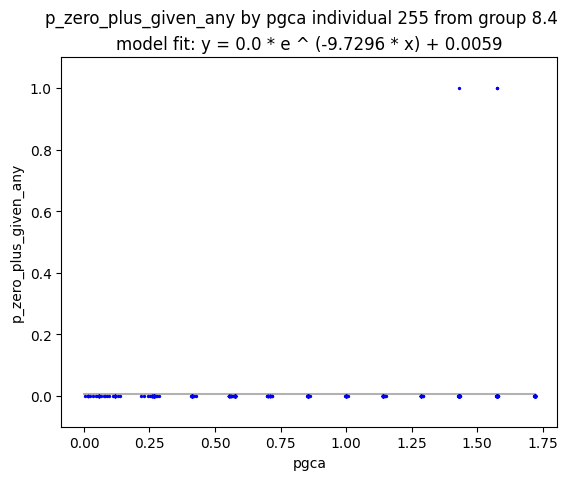 p_zero_plus_given_any by pgca individual 255 from group 8.4
model fit: y = 0.0 * e ^ (-9.7296 * x) + 0.0059
p_zero_plus_given_any
1.0
0.8
0.6
0.4
0.2
0.0
0.00 0.25 0.50 0.75 1.00 1.25 1.50 1.75
pgca